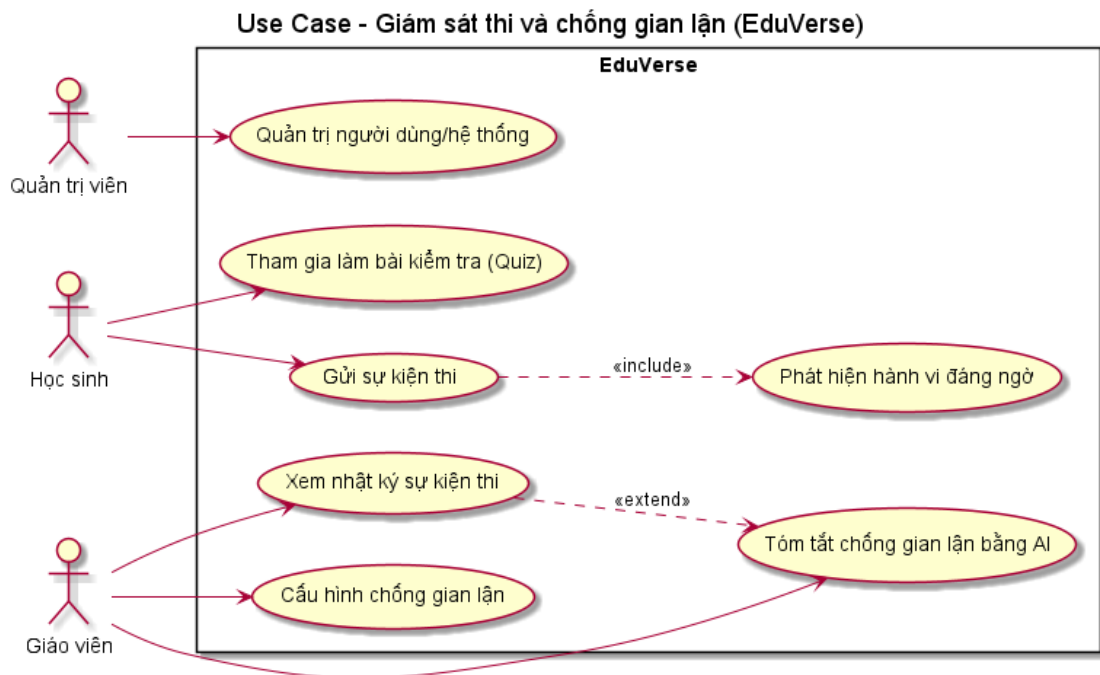 Use Case - Giám sát thi và chống gian lận (EduVerse)
EduVerse
Quản trị người dùng/hệ thống
Quản trị viên
Tham gia làm bài kiểm tra (Quiz)
Học sinh
Gửi sự kiện thi
«include»
Phát hiện hành vi đáng ngờ
Xem nhật ký sự kiện thi
«extend»
Tóm tắt chống gian lận bằng AI
Cấu hình chống gian lận
Giáo viên